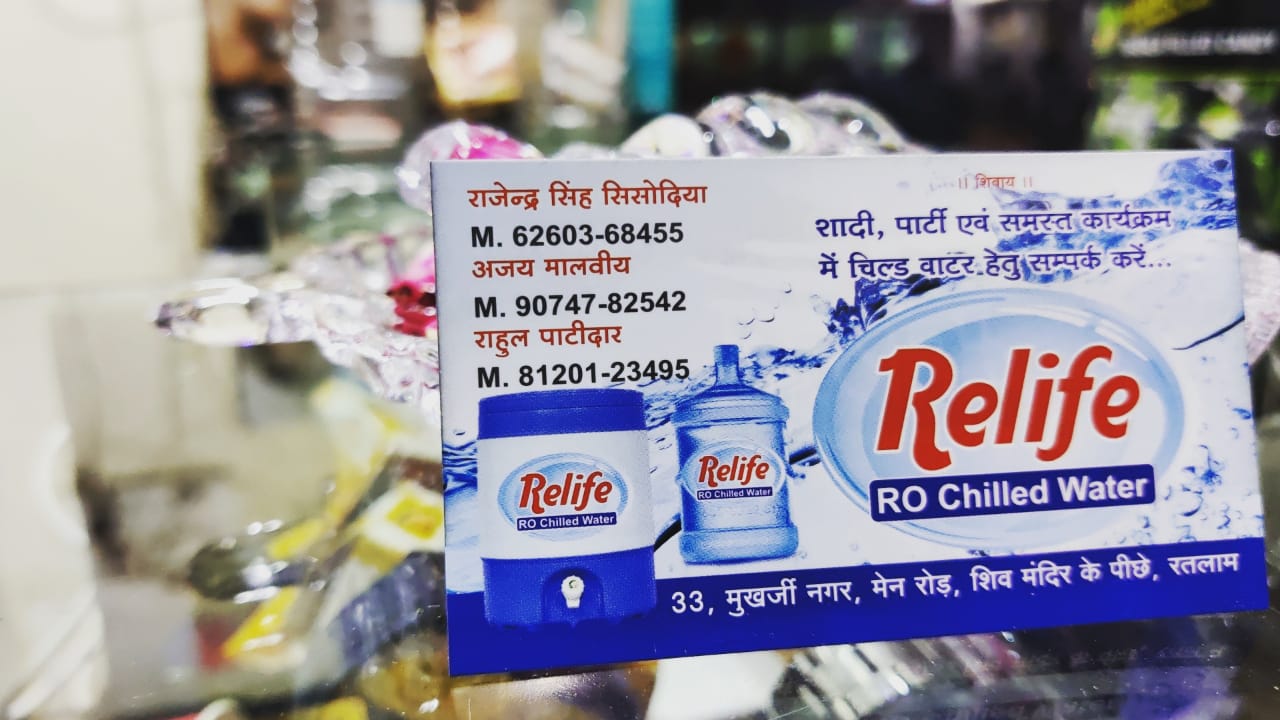 राजेन्द्र सिंह सिसोदिया
M. 62603-68455
अजय मालवीय
M. 90747-82542
राहुल पाटीदार
M. 81201-23495
।। शिवाय ।।
शादी, पार्टी एवं समस्त कार्यक्रम
में चिल्ड वाटर हेतु सम्पर्क करें...
Relife
RO Chilled Water
Relife
RO Chilled Water
Relife
RO Chilled Water
33, मुखर्जी नगर, मेन रोड़, शिव मंदिर के पीछे, रतलाम